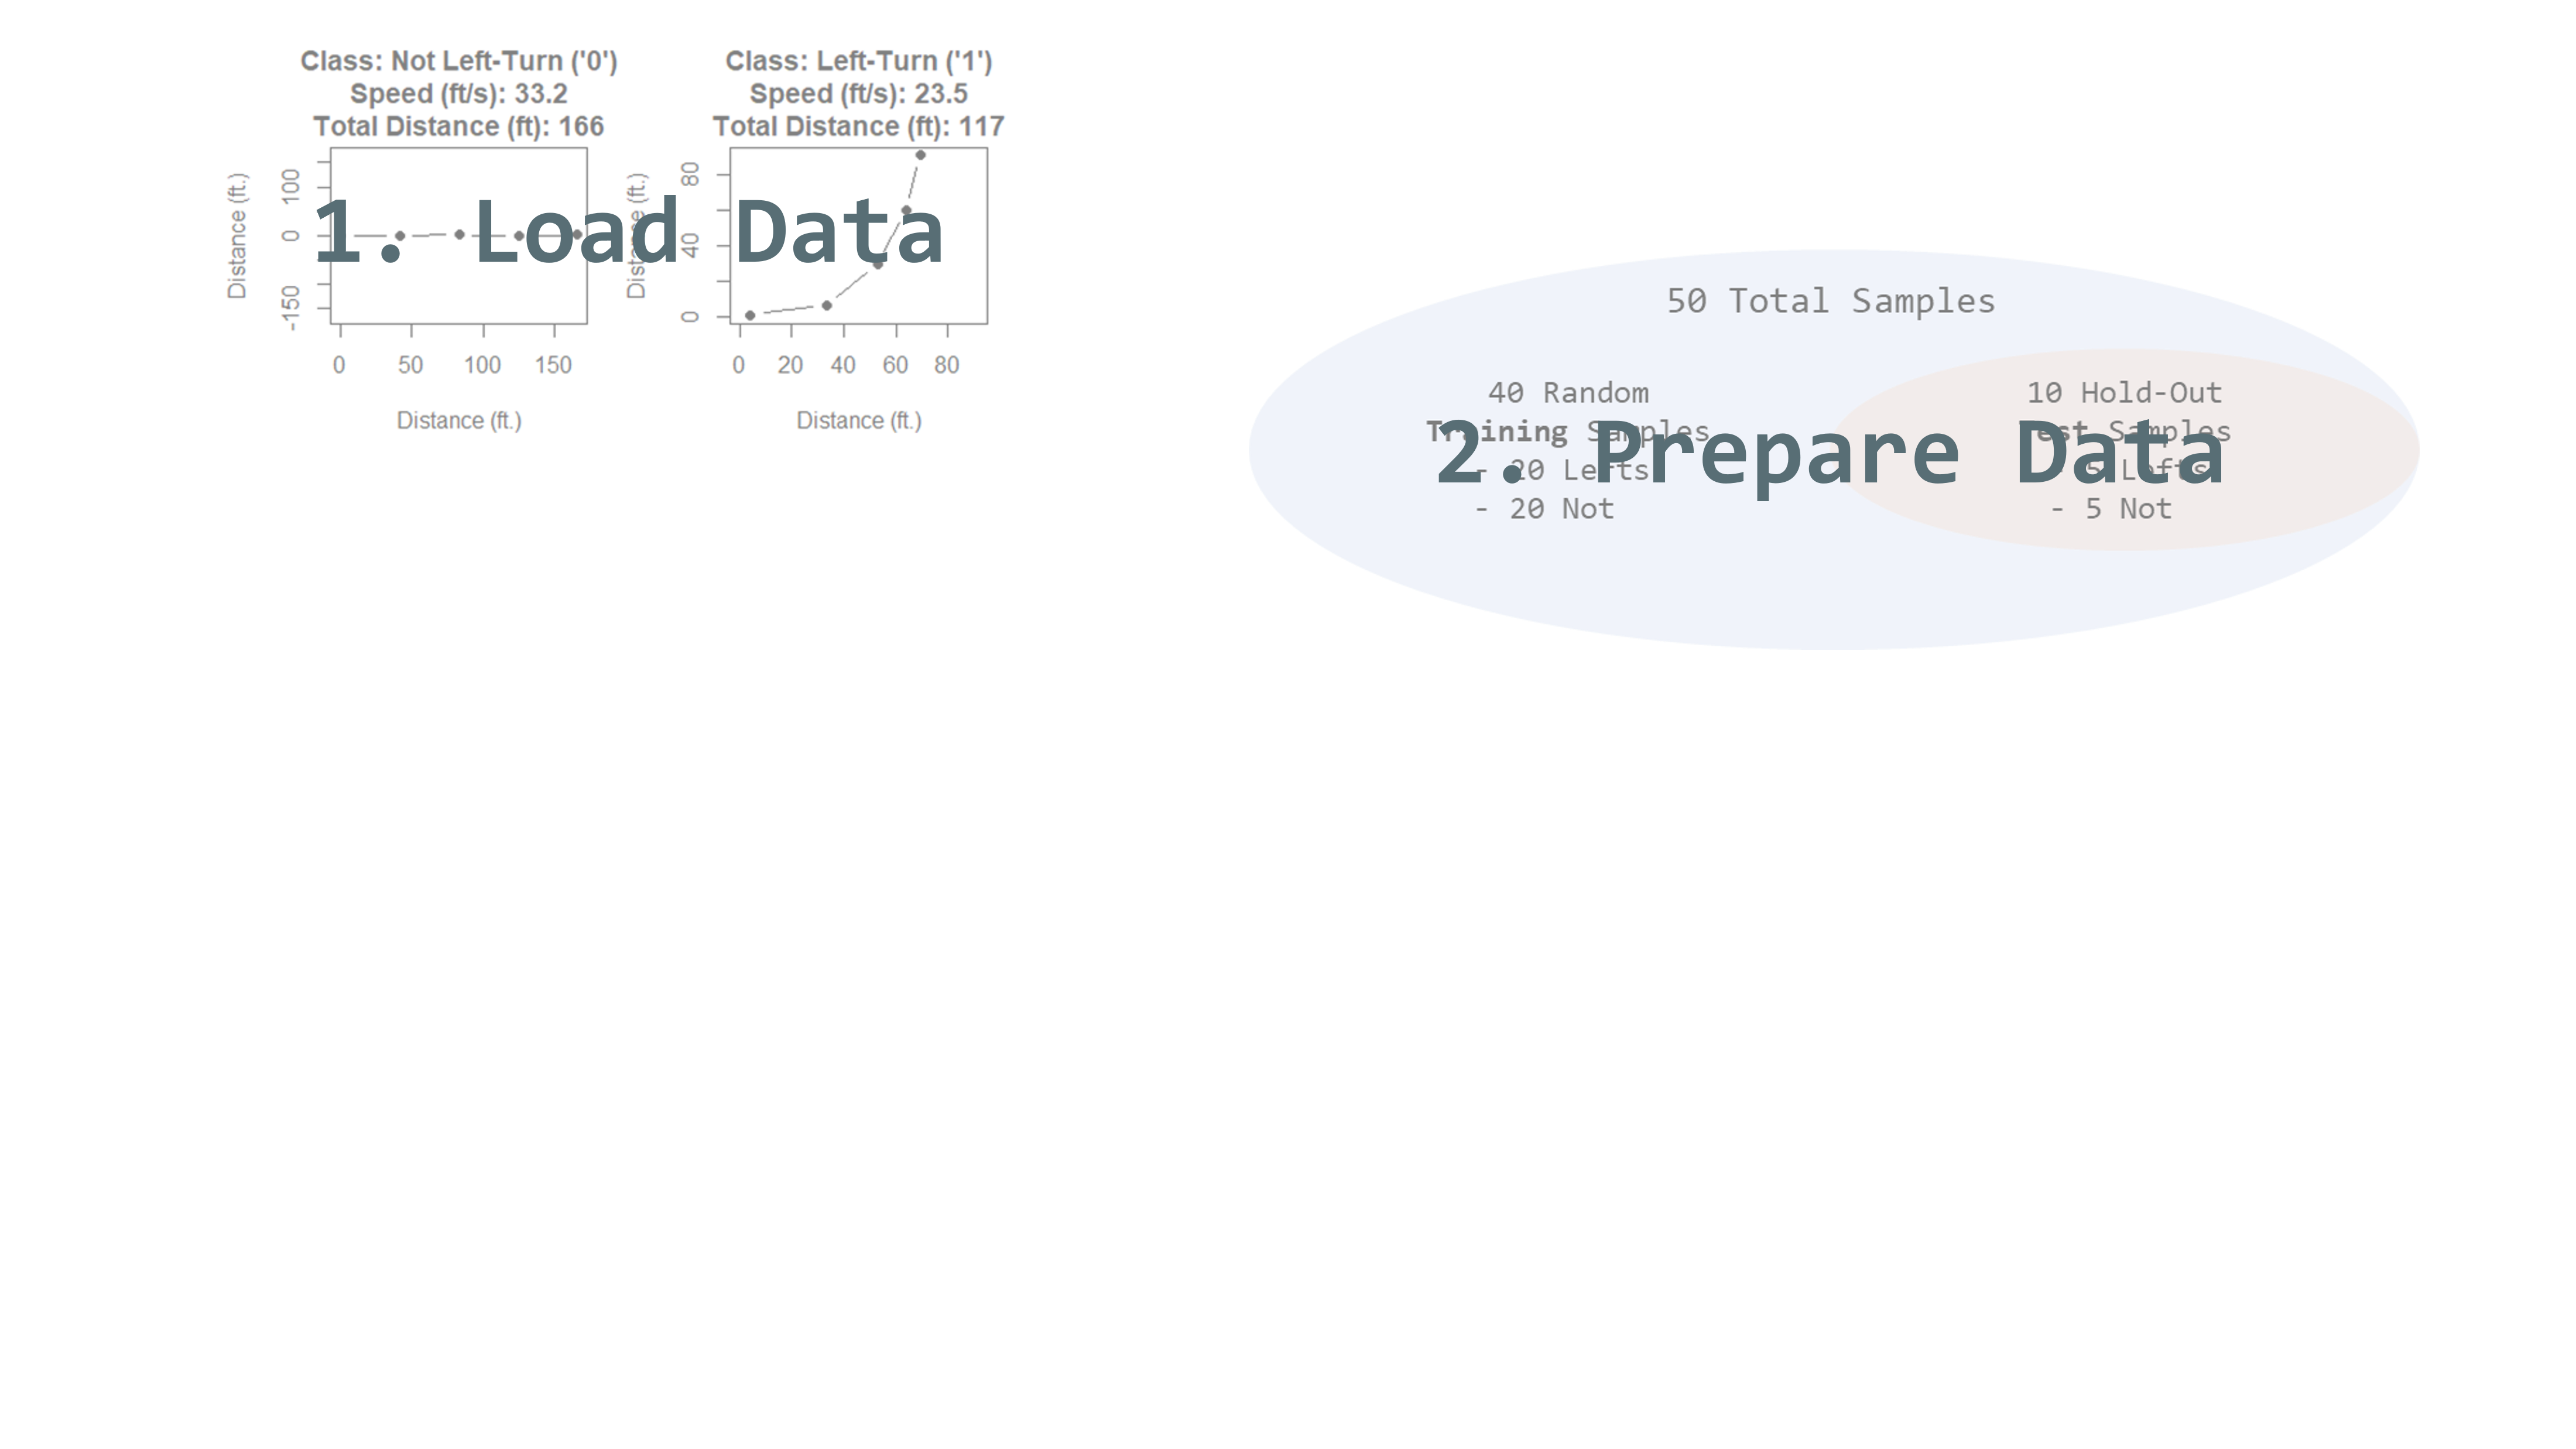 Class: Not Left-Turn ('0')
Speed (ft/s): 33.2
Total Distance (ft): 166
Distance (ft.)
100
0
-150
0 50 100 150
Distance (ft.)
Class: Left-Turn ('1')
Speed (ft/s): 23.5
Total Distance (ft): 117
Distance (ft.)
80
40
0
0 20 40 60 80
Distance (ft.)
1. Load Data
50 Total Samples
40 Random
Training Samples
- 20 Lefts
- 20 Not
10 Hold-Out
Test Samples
- 5 Lefts
- 5 Not
2. Prepare Data